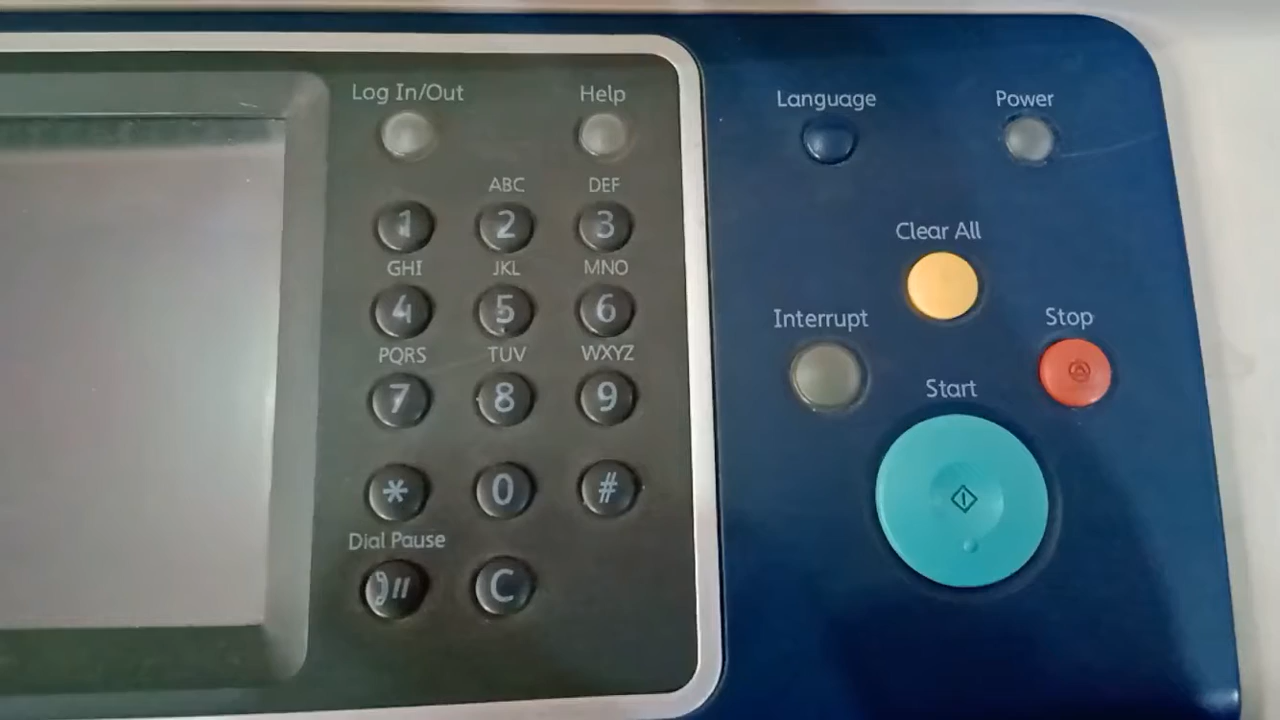 Log In/Out
Help
ABC
DEF
1
2
3
GHI
JKL
MNO
4
5
6
PQRS
TUV
WXYZ
7
8
9
*
0
#
Dial Pause
C
Language
Power
Clear All
Interrupt
Stop
Start